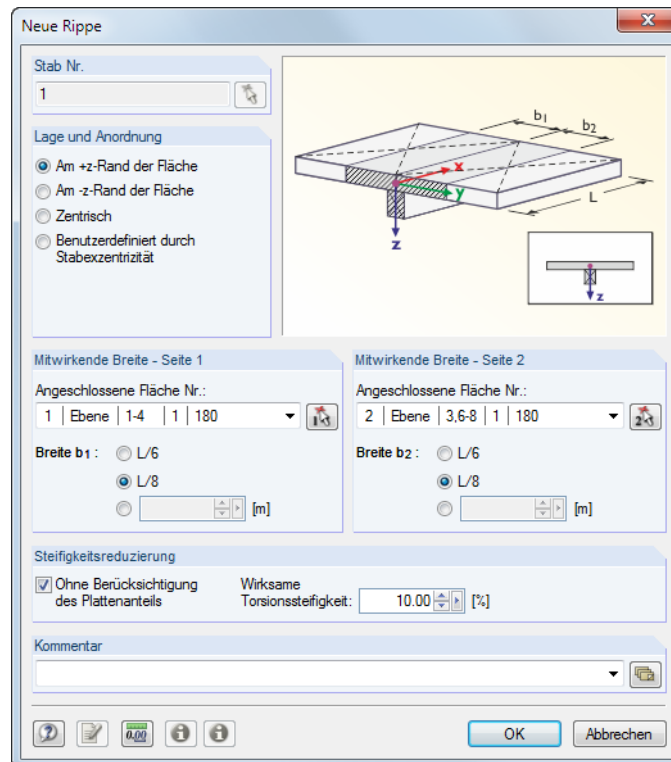 Neue Rippe
Stab Nr.
1
Lage und Anordnung
Am +z-Rand der Fläche
Am -z-Rand der Fläche
Zentrisch
Benutzerdefiniert durch
Stabexzentrizität
b1
b2
x
y
L
z
z
Mitwirkende Breite - Seite 1
Angeschlossene Fläche Nr.:
1 | Ebene | 1-4 | 1 | 180
1
Breite b1 :
L/6
L/8
[m]
Mitwirkende Breite - Seite 2
Angeschlossene Fläche Nr.:
2 | Ebene | 3,6-8 | 1 | 180
2
Breite b2 :
L/6
L/8
[m]
Steifigkeitsreduzierung
Ohne Berücksichtigung
des Plattenanteils
Wirksame
Torsionssteifigkeit:
10.00
[%]
Kommentar
0.00
OK
Abbrechen